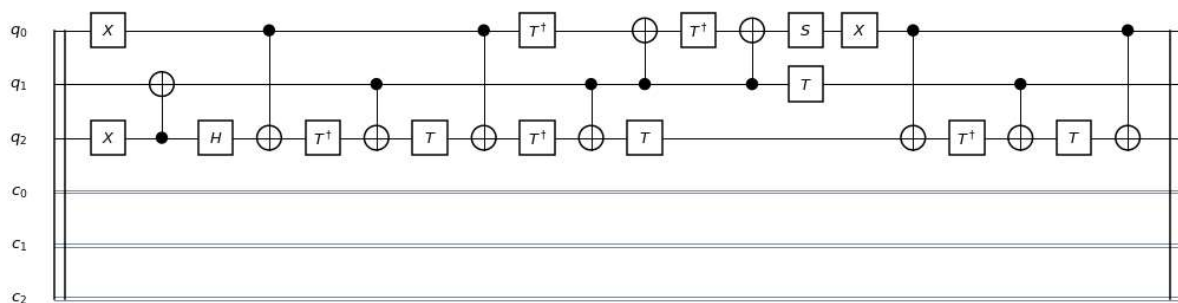 q₀ X T† T† S X
q₁ T
q₂ X H T† T T† T T† T
c₀
c₁
c₂